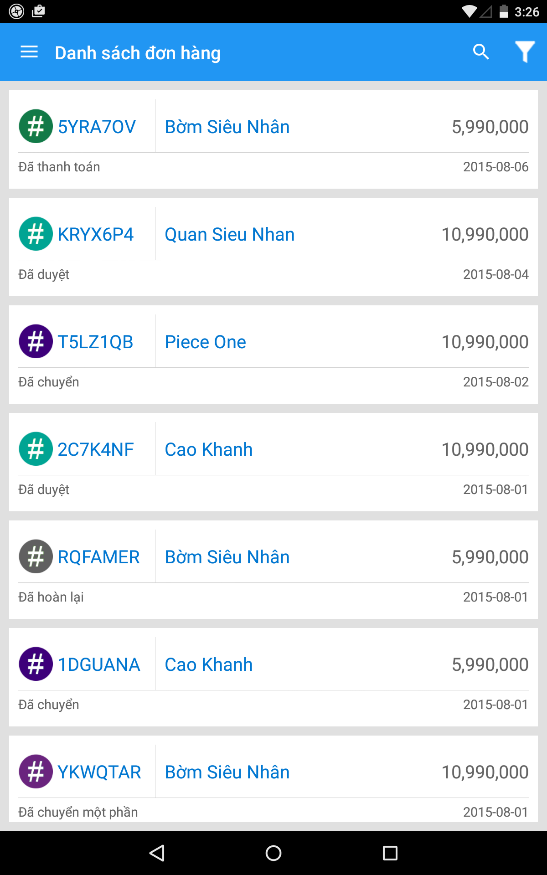 3:26
Danh sách đơn hàng
# 5YRA7OV Bờm Siêu Nhân 5,990,000
Đã thanh toán 2015-08-06
# KRYX6P4 Quan Sieu Nhan 10,990,000
Đã duyệt 2015-08-04
# T5LZ1QB Piece One 10,990,000
Đã chuyển 2015-08-02
# 2C7K4NF Cao Khanh 10,990,000
Đã duyệt 2015-08-01
# RQFAMER Bờm Siêu Nhân 5,990,000
Đã hoàn lại 2015-08-01
# 1DGUANA Cao Khanh 5,990,000
Đã chuyển 2015-08-01
# YKWQTAR Bờm Siêu Nhân 10,990,000
Đã chuyển một phần 2015-08-01